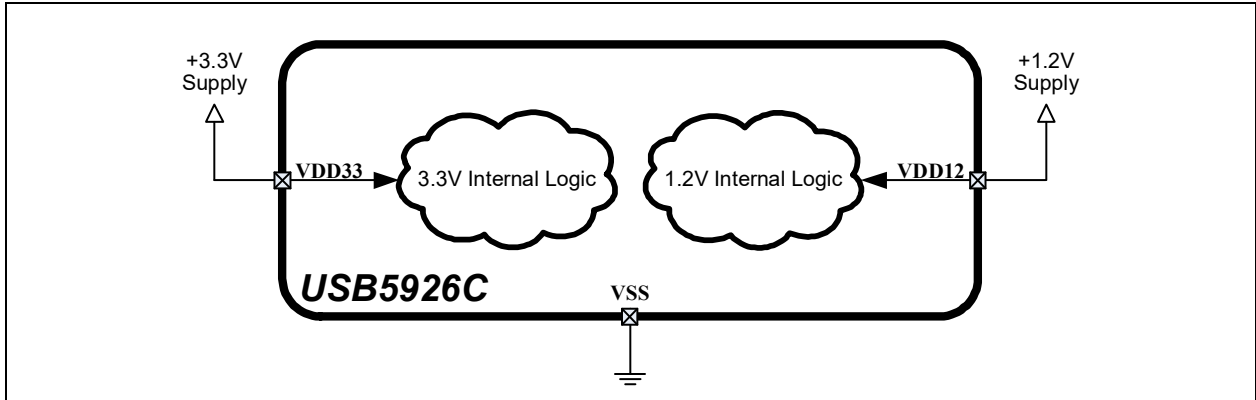 +3.3V
Supply
+1.2V
Supply
VDD33
3.3V Internal Logic
1.2V Internal Logic
VDD12
USB5926C
VSS